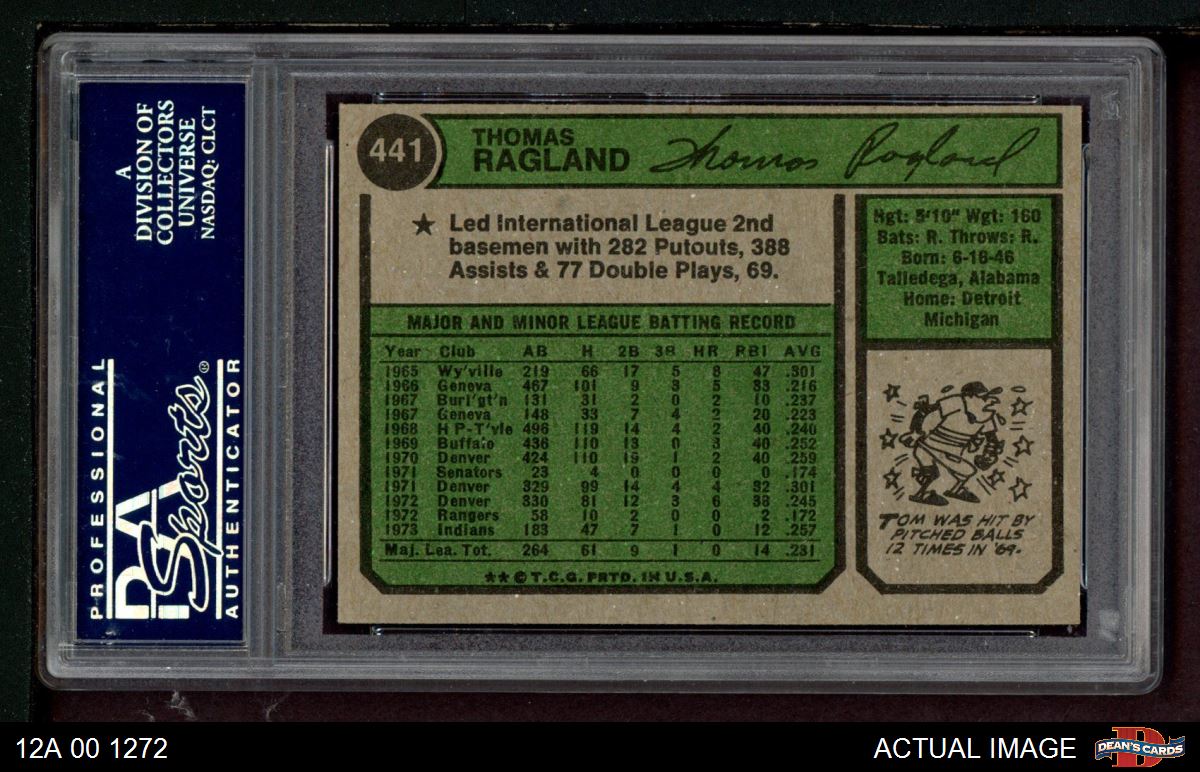 A
DIVISION OF
COLLECTORS
UNIVERSE
NASDAQ: CLCT
PROFESSIONAL
PSA
Sports®
AUTHENTICATOR
441
THOMAS
RAGLAND
Thomas Ragland
★ Led International League 2nd
basemen with 282 Putouts, 388
Assists & 77 Double Plays, 69.
Hgt: 5'10" Wgt: 160
Bats: R. Throws: R.
Born: 6-16-46
Talledega, Alabama
Home: Detroit
Michigan
MAJOR AND MINOR LEAGUE BATTING RECORD
Year Club AB H 2B 3B HR RBI AVG
1965 Wy'ville 219 66 17 5 8 47 .301
1966 Geneva 467 101 9 3 5 33 .216
1967 Burl'gt'n 131 31 2 0 2 10 .237
1967 Geneva 148 33 7 4 2 20 .223
1968 H P-T'vle 496 119 14 4 2 40 .240
1969 Buffalo 436 110 13 0 3 40 .252
1970 Denver 424 110 19 1 2 40 .259
1971 Senators 23 4 0 0 0 0 .174
1971 Denver 329 99 14 4 4 32 .301
1972 Denver 330 81 12 3 6 38 .245
1972 Rangers 58 10 2 0 0 2 .172
1973 Indians 183 47 7 1 0 12 .257
Maj. Lea. Tot. 264 61 9 1 0 14 .231
★★ © T.C.G. PRTD. IN U.S.A.
TOM WAS HIT BY
PITCHED BALLS
12 TIMES IN '69.
12A 00 1272
ACTUAL IMAGE
DEAN'S CARDS